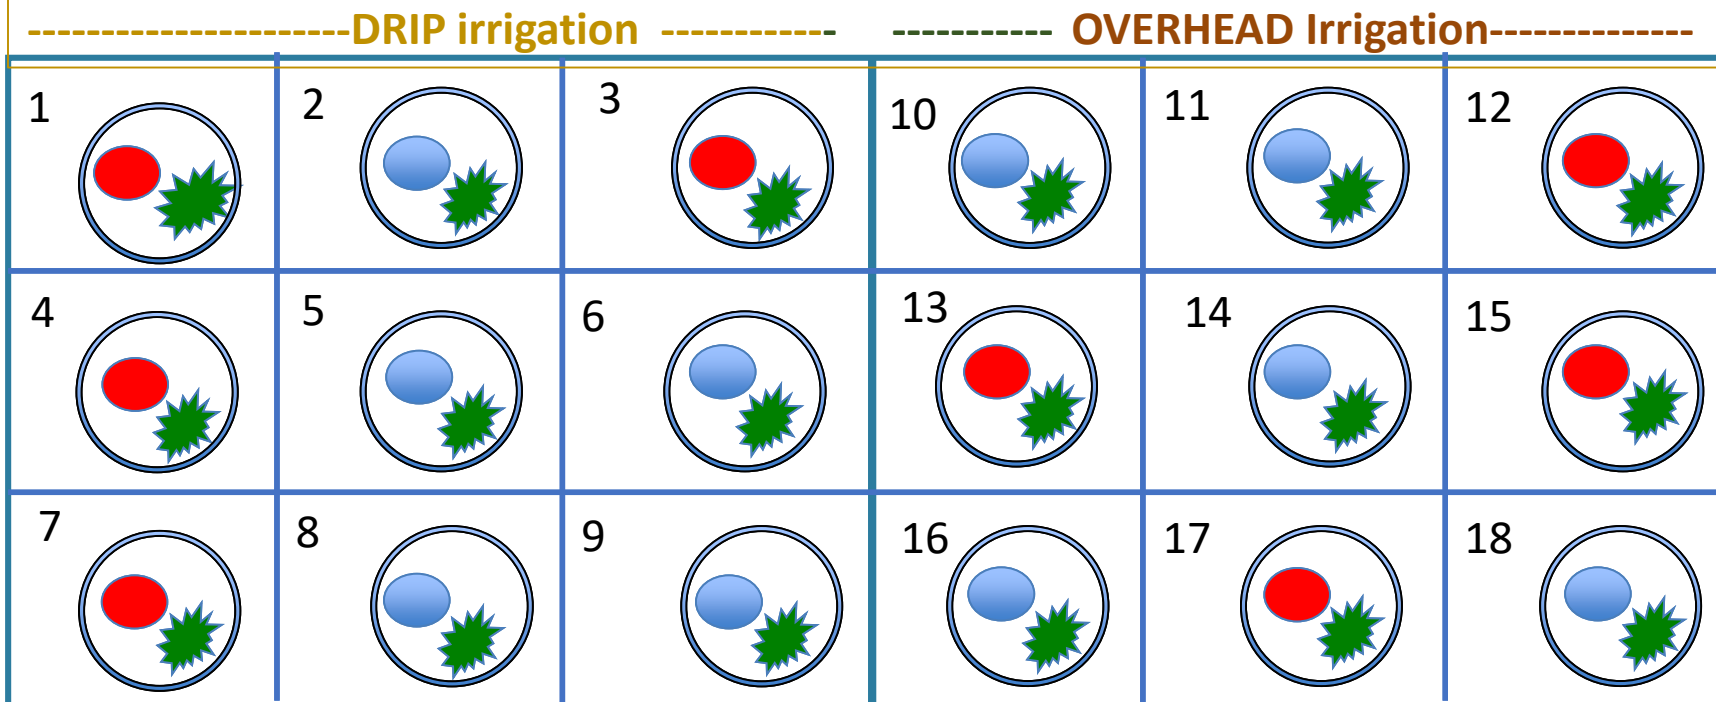 ---------------------DRIP irrigation ----------- ---------- OVERHEAD Irrigation-------------
1 2 3 10 11 12
4 5 6 13 14 15
7 8 9 16 17 18